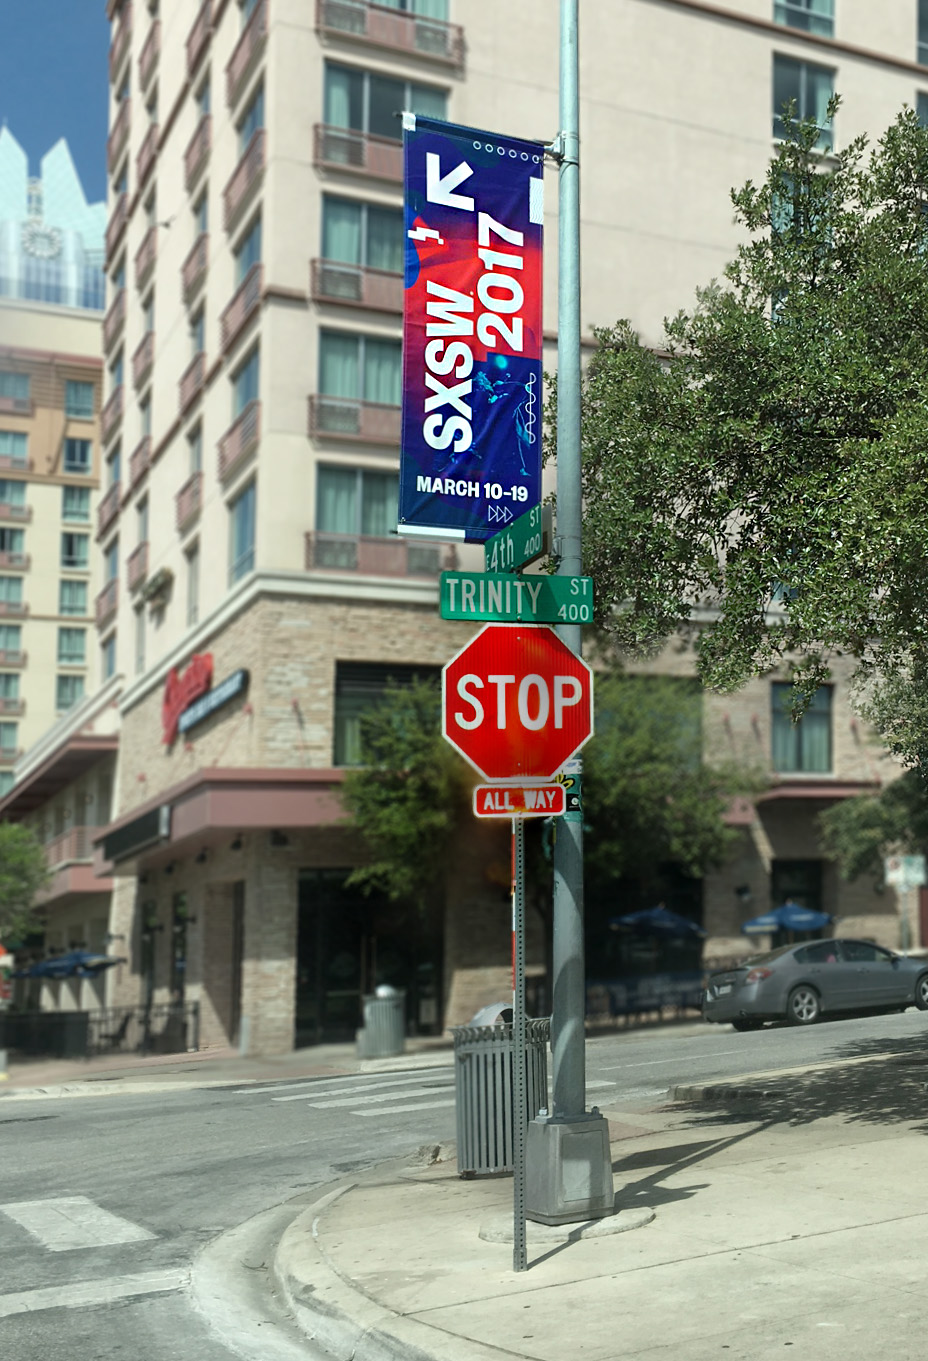 SXSW
2017
MARCH 10-19
E 4th ST
400
TRINITY ST
400
STOP
ALL WAY